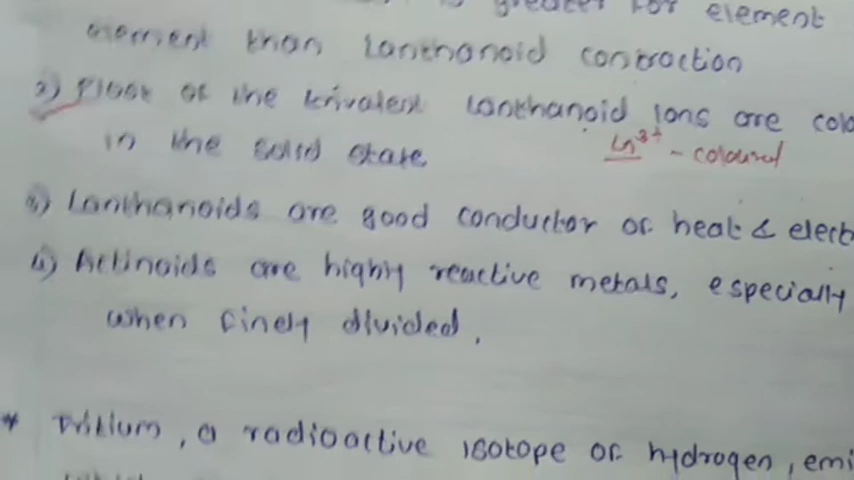 greater for element
element than Lanthanoid contraction
2) Most of the trivalent Lanthanoid Ions are colo
in the solid state
Ln3+ - coloured
3) Lanthanoids are good conductor of heat & elect
4) Actinoids are highly reactive metals, especially
when finely divided.
* Tritium, a radioactive isotope of hydrogen, emi